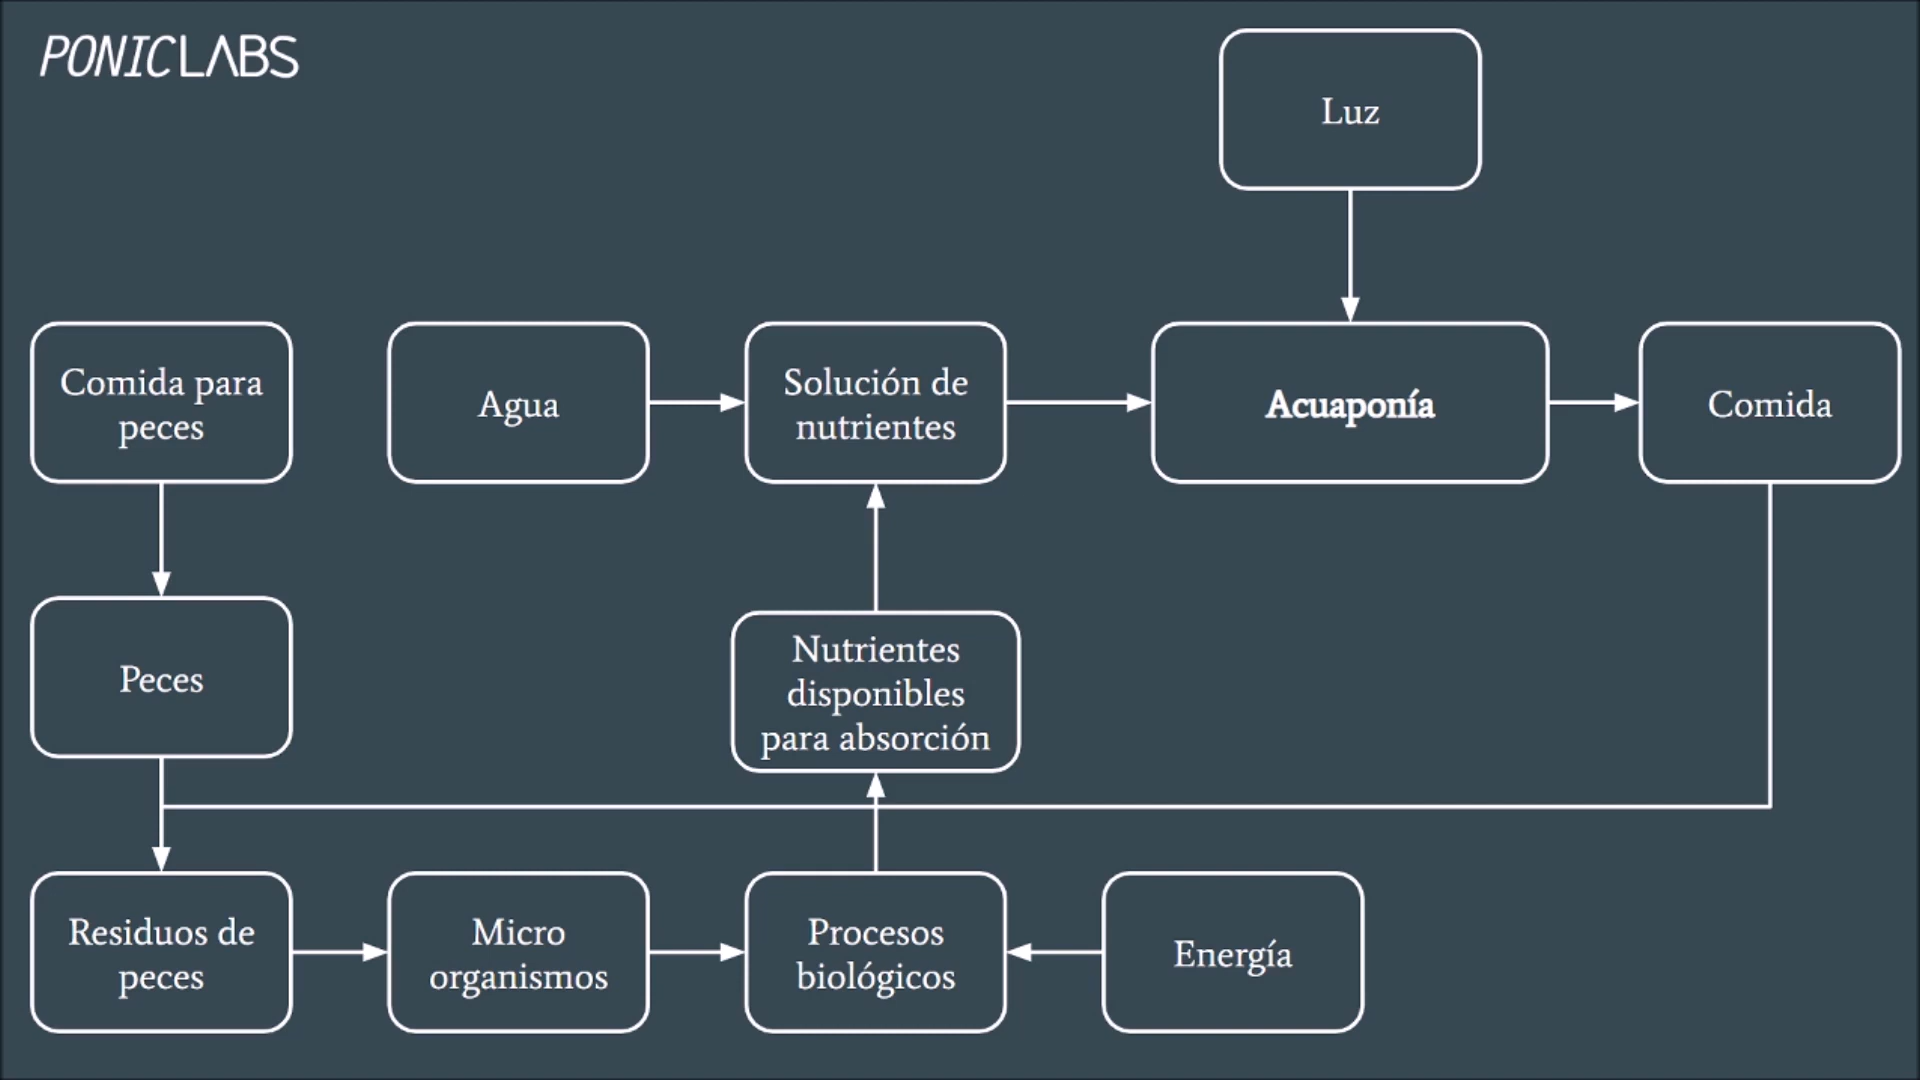 PONICLABS
Luz
Comida para
peces
Agua
Solución de
nutrientes
Acuaponía
Comida
Peces
Nutrientes
disponibles
para absorción
Residuos de
peces
Micro
organismos
Procesos
biológicos
Energía